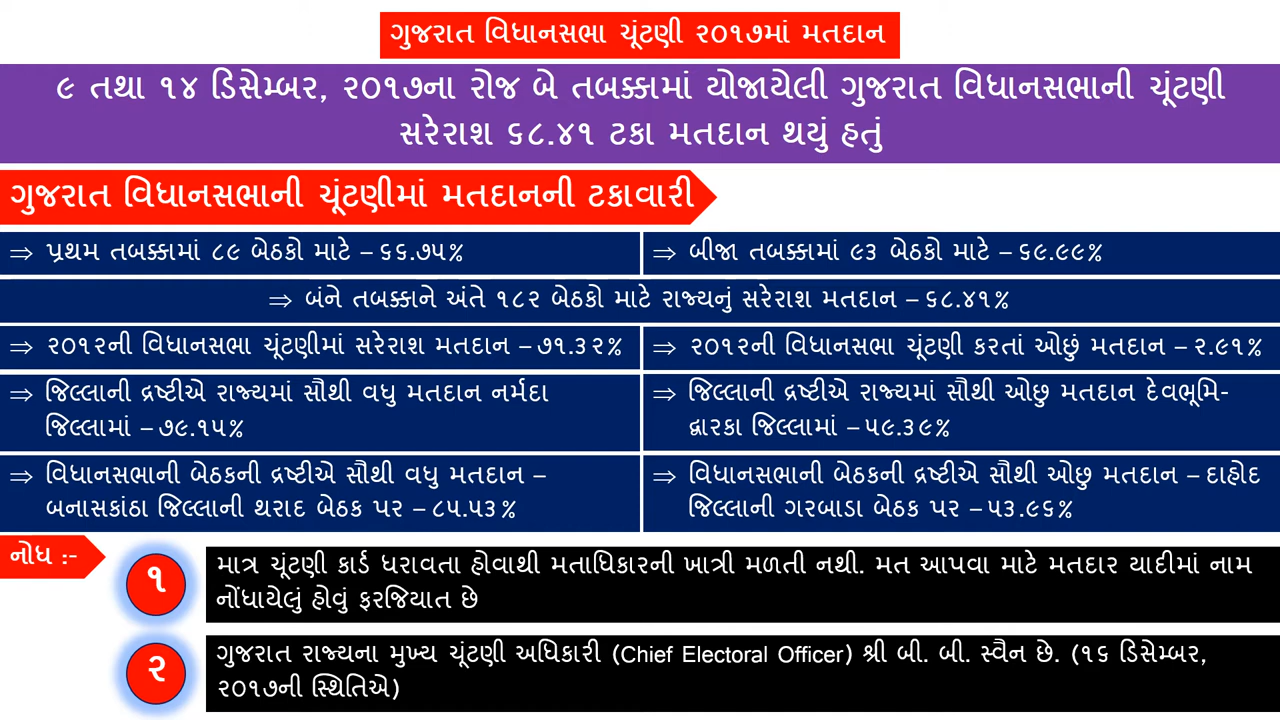 ગુજરાત વિધાનસભા ચૂંટણી ૨૦૧૭માં મતદાન
૯ તથા ૧૪ ડિસેમ્બર, ૨૦૧૭ના રોજ બે તબક્કામાં યોજાયેલી ગુજરાત વિધાનસભાની ચૂંટણી
સરેરાશ ૬૮.૪૧ ટકા મતદાન થયું હતું
ગુજરાત વિધાનસભાની ચૂંટણીમાં મતદાનની ટકાવારી
⇒ પ્રથમ તબક્કામાં ૮૯ બેઠકો માટે – ૬૬.૭૫%
⇒ બીજા તબક્કામાં ૯૩ બેઠકો માટે – ૬૯.૯૯%
⇒ બંને તબક્કાને અંતે ૧૮૨ બેઠકો માટે રાજ્યનું સરેરાશ મતદાન – ૬૮.૪૧%
⇒ ૨૦૧૨ની વિધાનસભા ચૂંટણીમાં સરેરાશ મતદાન – ૭૧.૩૨%
⇒ ૨૦૧૨ની વિધાનસભા ચૂંટણી કરતાં ઓછું મતદાન – ૨.૯૧%
⇒ જિલ્લાની દ્રષ્ટીએ રાજ્યમાં સૌથી વધુ મતદાન નર્મદા
જિલ્લામાં – ૭૯.૧૫%
⇒ જિલ્લાની દ્રષ્ટીએ રાજ્યમાં સૌથી ઓછુ મતદાન દેવભૂમિ-
દ્વારકા જિલ્લામાં – ૫૯.૩૯%
⇒ વિધાનસભાની બેઠકની દ્રષ્ટીએ સૌથી વધુ મતદાન –
બનાસકાંઠા જિલ્લાની થરાદ બેઠક પર – ૮૫.૫૩%
⇒ વિધાનસભાની બેઠકની દ્રષ્ટીએ સૌથી ઓછુ મતદાન – દાહોદ
જિલ્લાની ગરબાડા બેઠક પર – ૫૩.૯૬%
નોધ :-
૧
માત્ર ચૂંટણી કાર્ડ ધરાવતા હોવાથી મતાધિકારની ખાત્રી મળતી નથી. મત આપવા માટે મતદાર યાદીમાં નામ
નોંધાયેલું હોવું ફરજિયાત છે
૨
ગુજરાત રાજ્યના મુખ્ય ચૂંટણી અધિકારી (Chief Electoral Officer) શ્રી બી. બી. સ્વૈન છે. (૧૬ ડિસેમ્બર,
૨૦૧૭ની સ્થિતિએ)